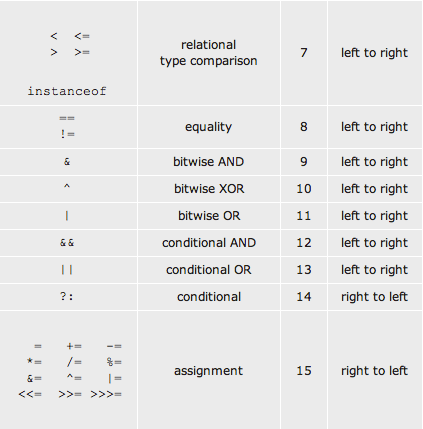 <  <=
>  >=
instanceof
relational
type comparison
7
left to right
==
!=
equality
8
left to right
&
bitwise AND
9
left to right
^
bitwise XOR
10
left to right
|
bitwise OR
11
left to right
&&
conditional AND
12
left to right
||
conditional OR
13
left to right
?:
conditional
14
right to left
=  +=  -=
*=  /=  %=
&=  ^=  |=
<<=  >>=  >>>=
assignment
15
right to left